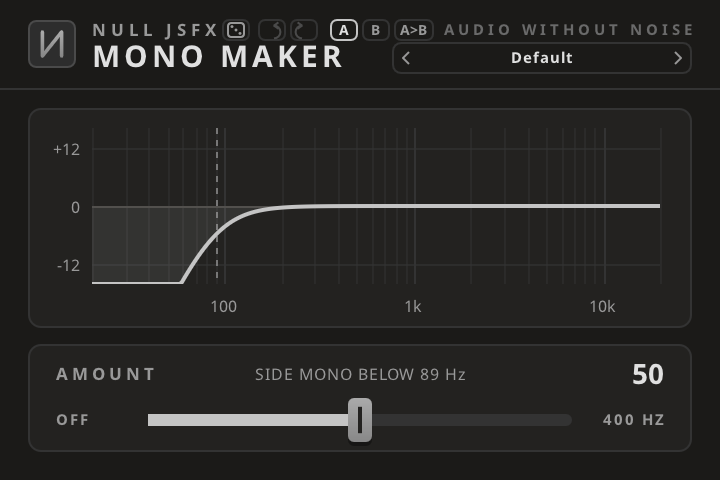 NULL JSFX A B A>B AUDIO WITHOUT NOISE
MONO MAKER Default
+12
0
-12
100 1k 10k
AMOUNT SIDE MONO BELOW 89 Hz 50
OFF 400 HZ